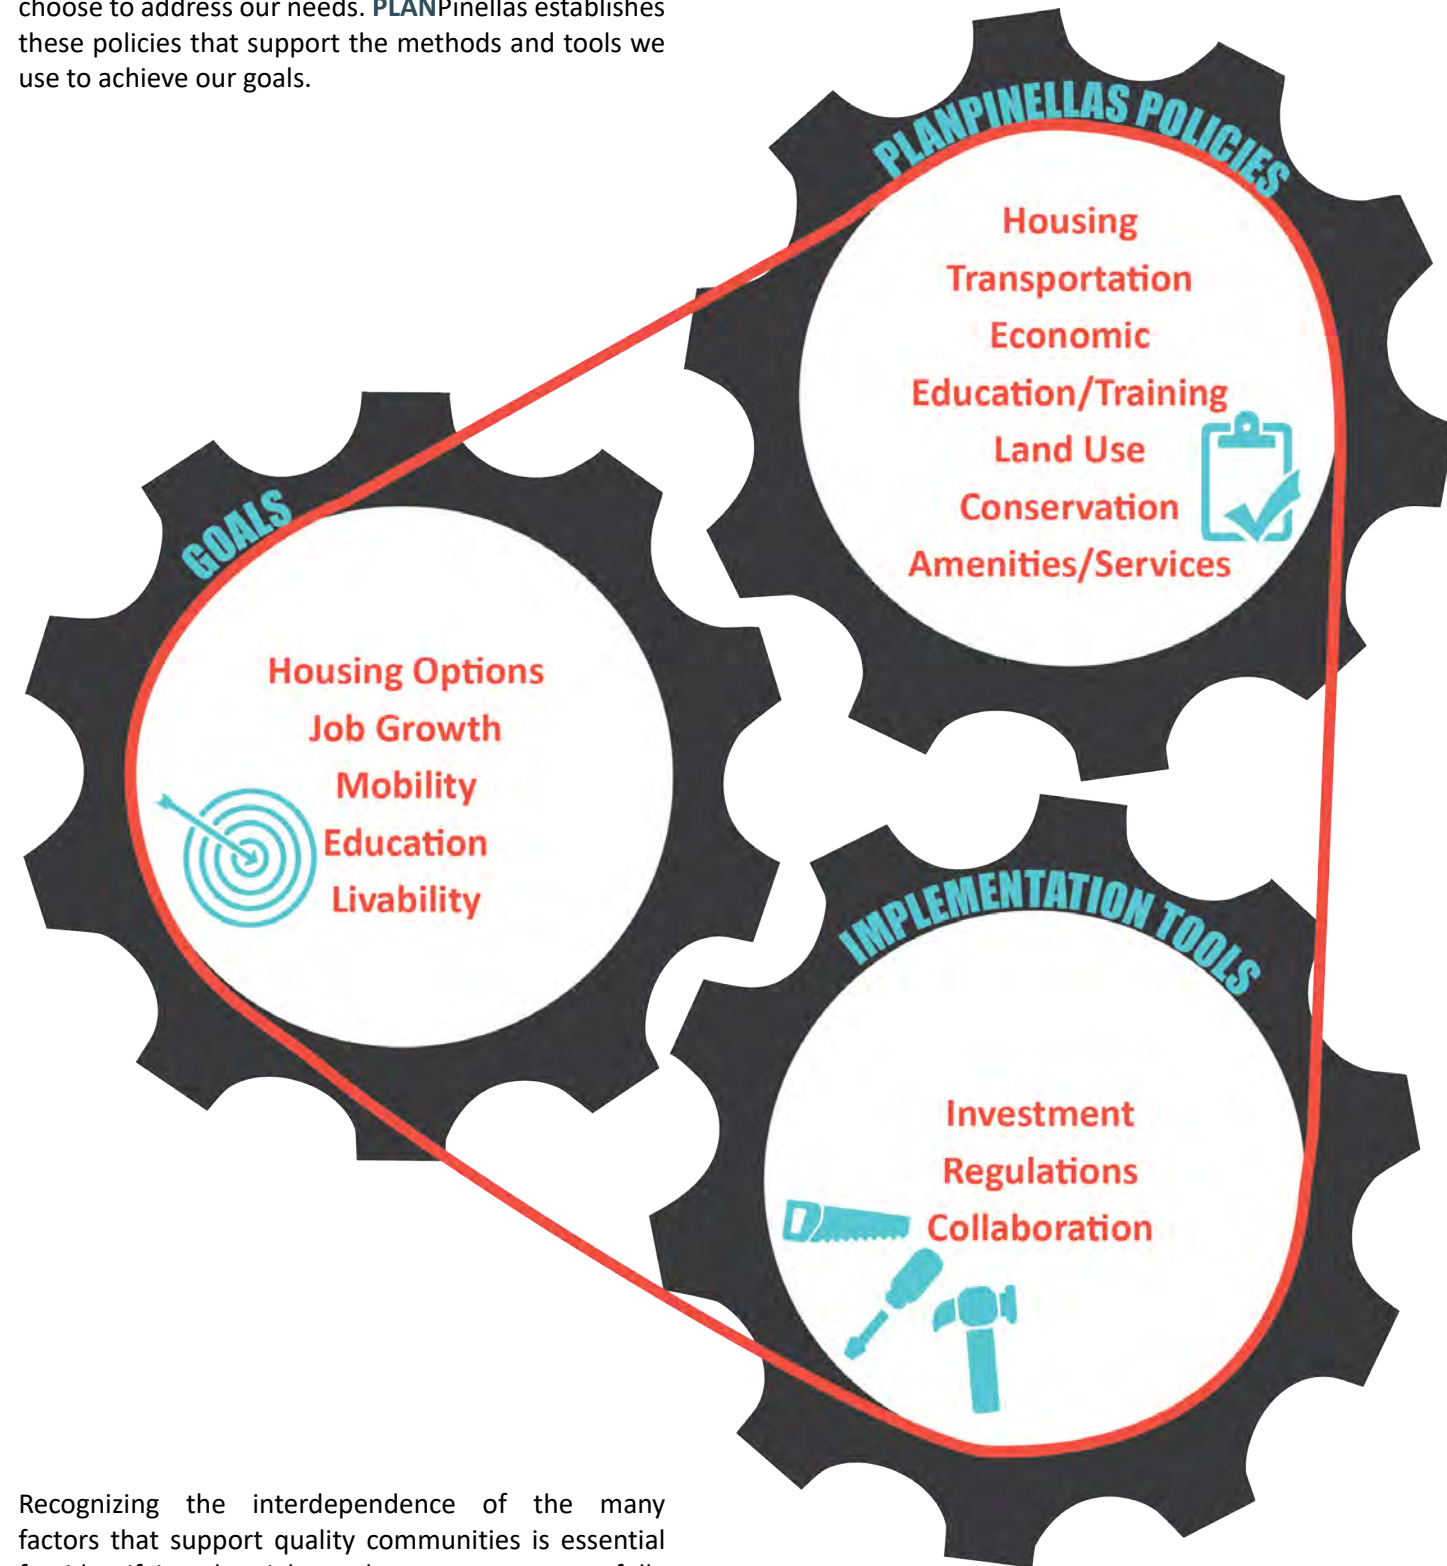 choose to address our needs. PLANPinellas establishes
these policies that support the methods and tools we
use to achieve our goals.
PLANPINELLAS POLICIES
Housing
Transportation
Economic
Education/Training
Land Use
Conservation
Amenities/Services
GOALS
Housing Options
Job Growth
Mobility
Education
Livability
IMPLEMENTATION TOOLS
Investment
Regulations
Collaboration
Recognizing the interdependence of the many
factors that support quality communities is essential